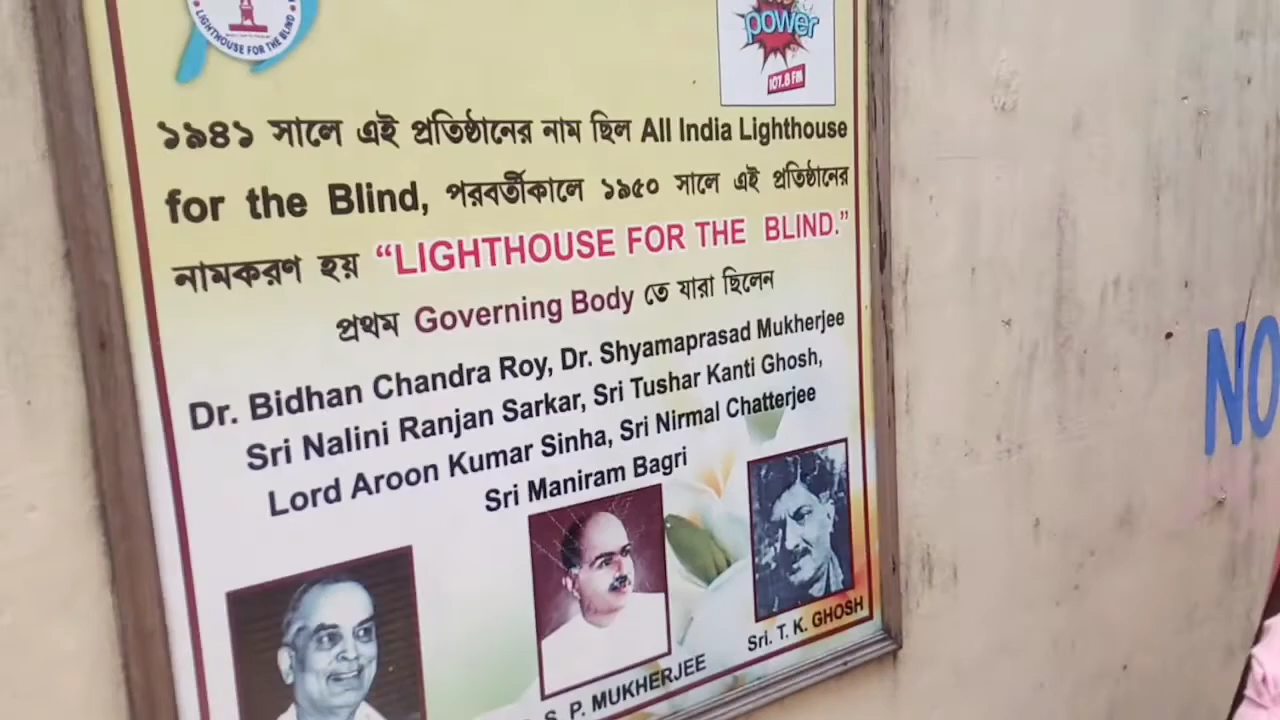 LIGHTHOUSE FOR THE BLIND
power
107.8 FM
১৯৪১ সালে এই প্রতিষ্ঠানের নাম ছিল All India Lighthouse
for the Blind, পরবর্তীকালে ১৯৫০ সালে এই প্রতিষ্ঠানের
নামকরণ হয় “LIGHTHOUSE FOR THE BLIND.”
প্রথম Governing Body তে যারা ছিলেন
Dr. Bidhan Chandra Roy, Dr. Shyamaprasad Mukherjee
Sri Nalini Ranjan Sarkar, Sri Tushar Kanti Ghosh,
Lord Aroon Kumar Sinha, Sri Nirmal Chatterjee
Sri Maniram Bagri
S. P. MUKHERJEE
Sri. T. K. GHOSH
NO